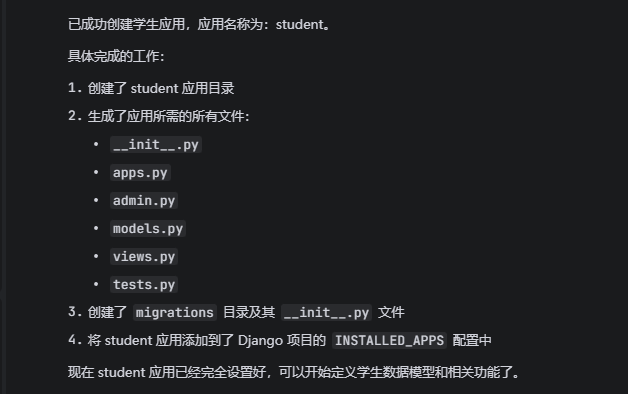 已成功创建学生应用，应用名称为：student。
具体完成的工作：
1. 创建了 student 应用目录
2. 生成了应用所需的所有文件：
• __init__.py
• apps.py
• admin.py
• models.py
• views.py
• tests.py
3. 创建了 migrations 目录及其 __init__.py 文件
4. 将 student 应用添加到了 Django 项目的 INSTALLED_APPS 配置中
现在 student 应用已经完全设置好，可以开始定义学生数据模型和相关功能了。